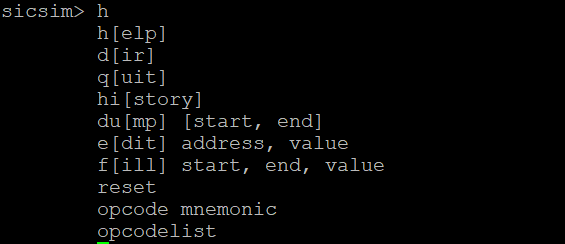 sicsim> h
h[elp]
d[ir]
q[uit]
hi[story]
du[mp] [start, end]
e[dit] address, value
f[ill] start, end, value
reset
opcode mnemonic
opcodelist